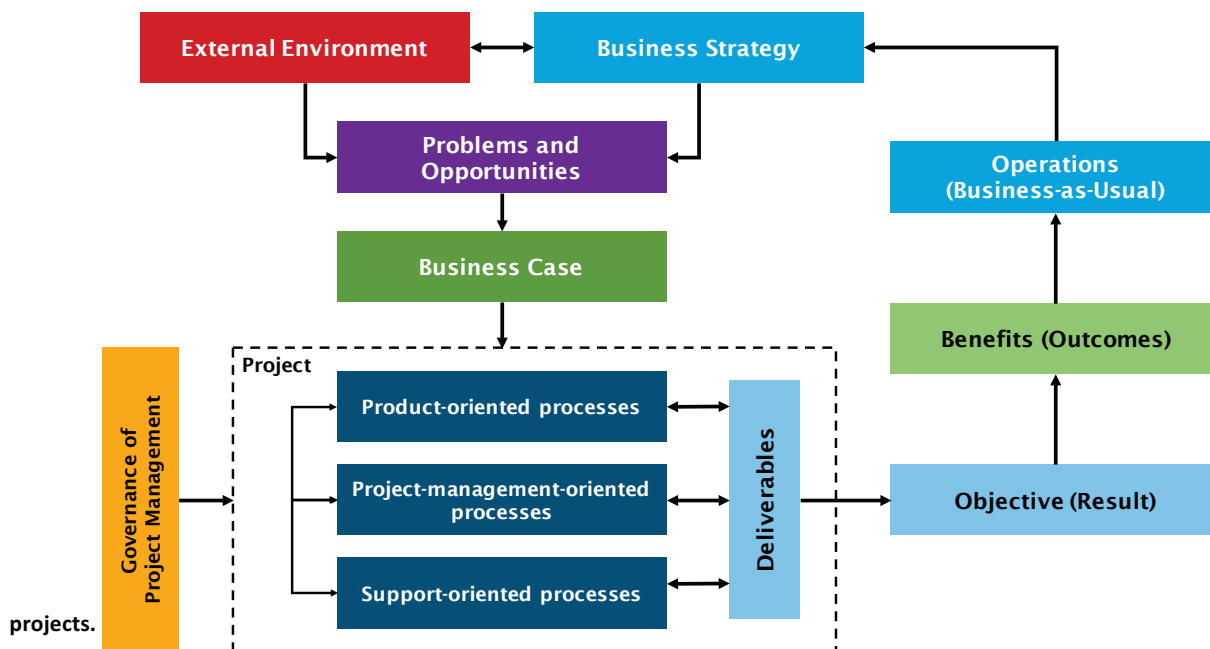 External Environment
Business Strategy
Problems and
Opportunities
Operations
(Business-as-Usual)
Business Case
Benefits (Outcomes)
Project
Governance of
Project Management
Product-oriented processes
Project-management-oriented
processes
Support-oriented processes
Deliverables
Objective (Result)
projects.